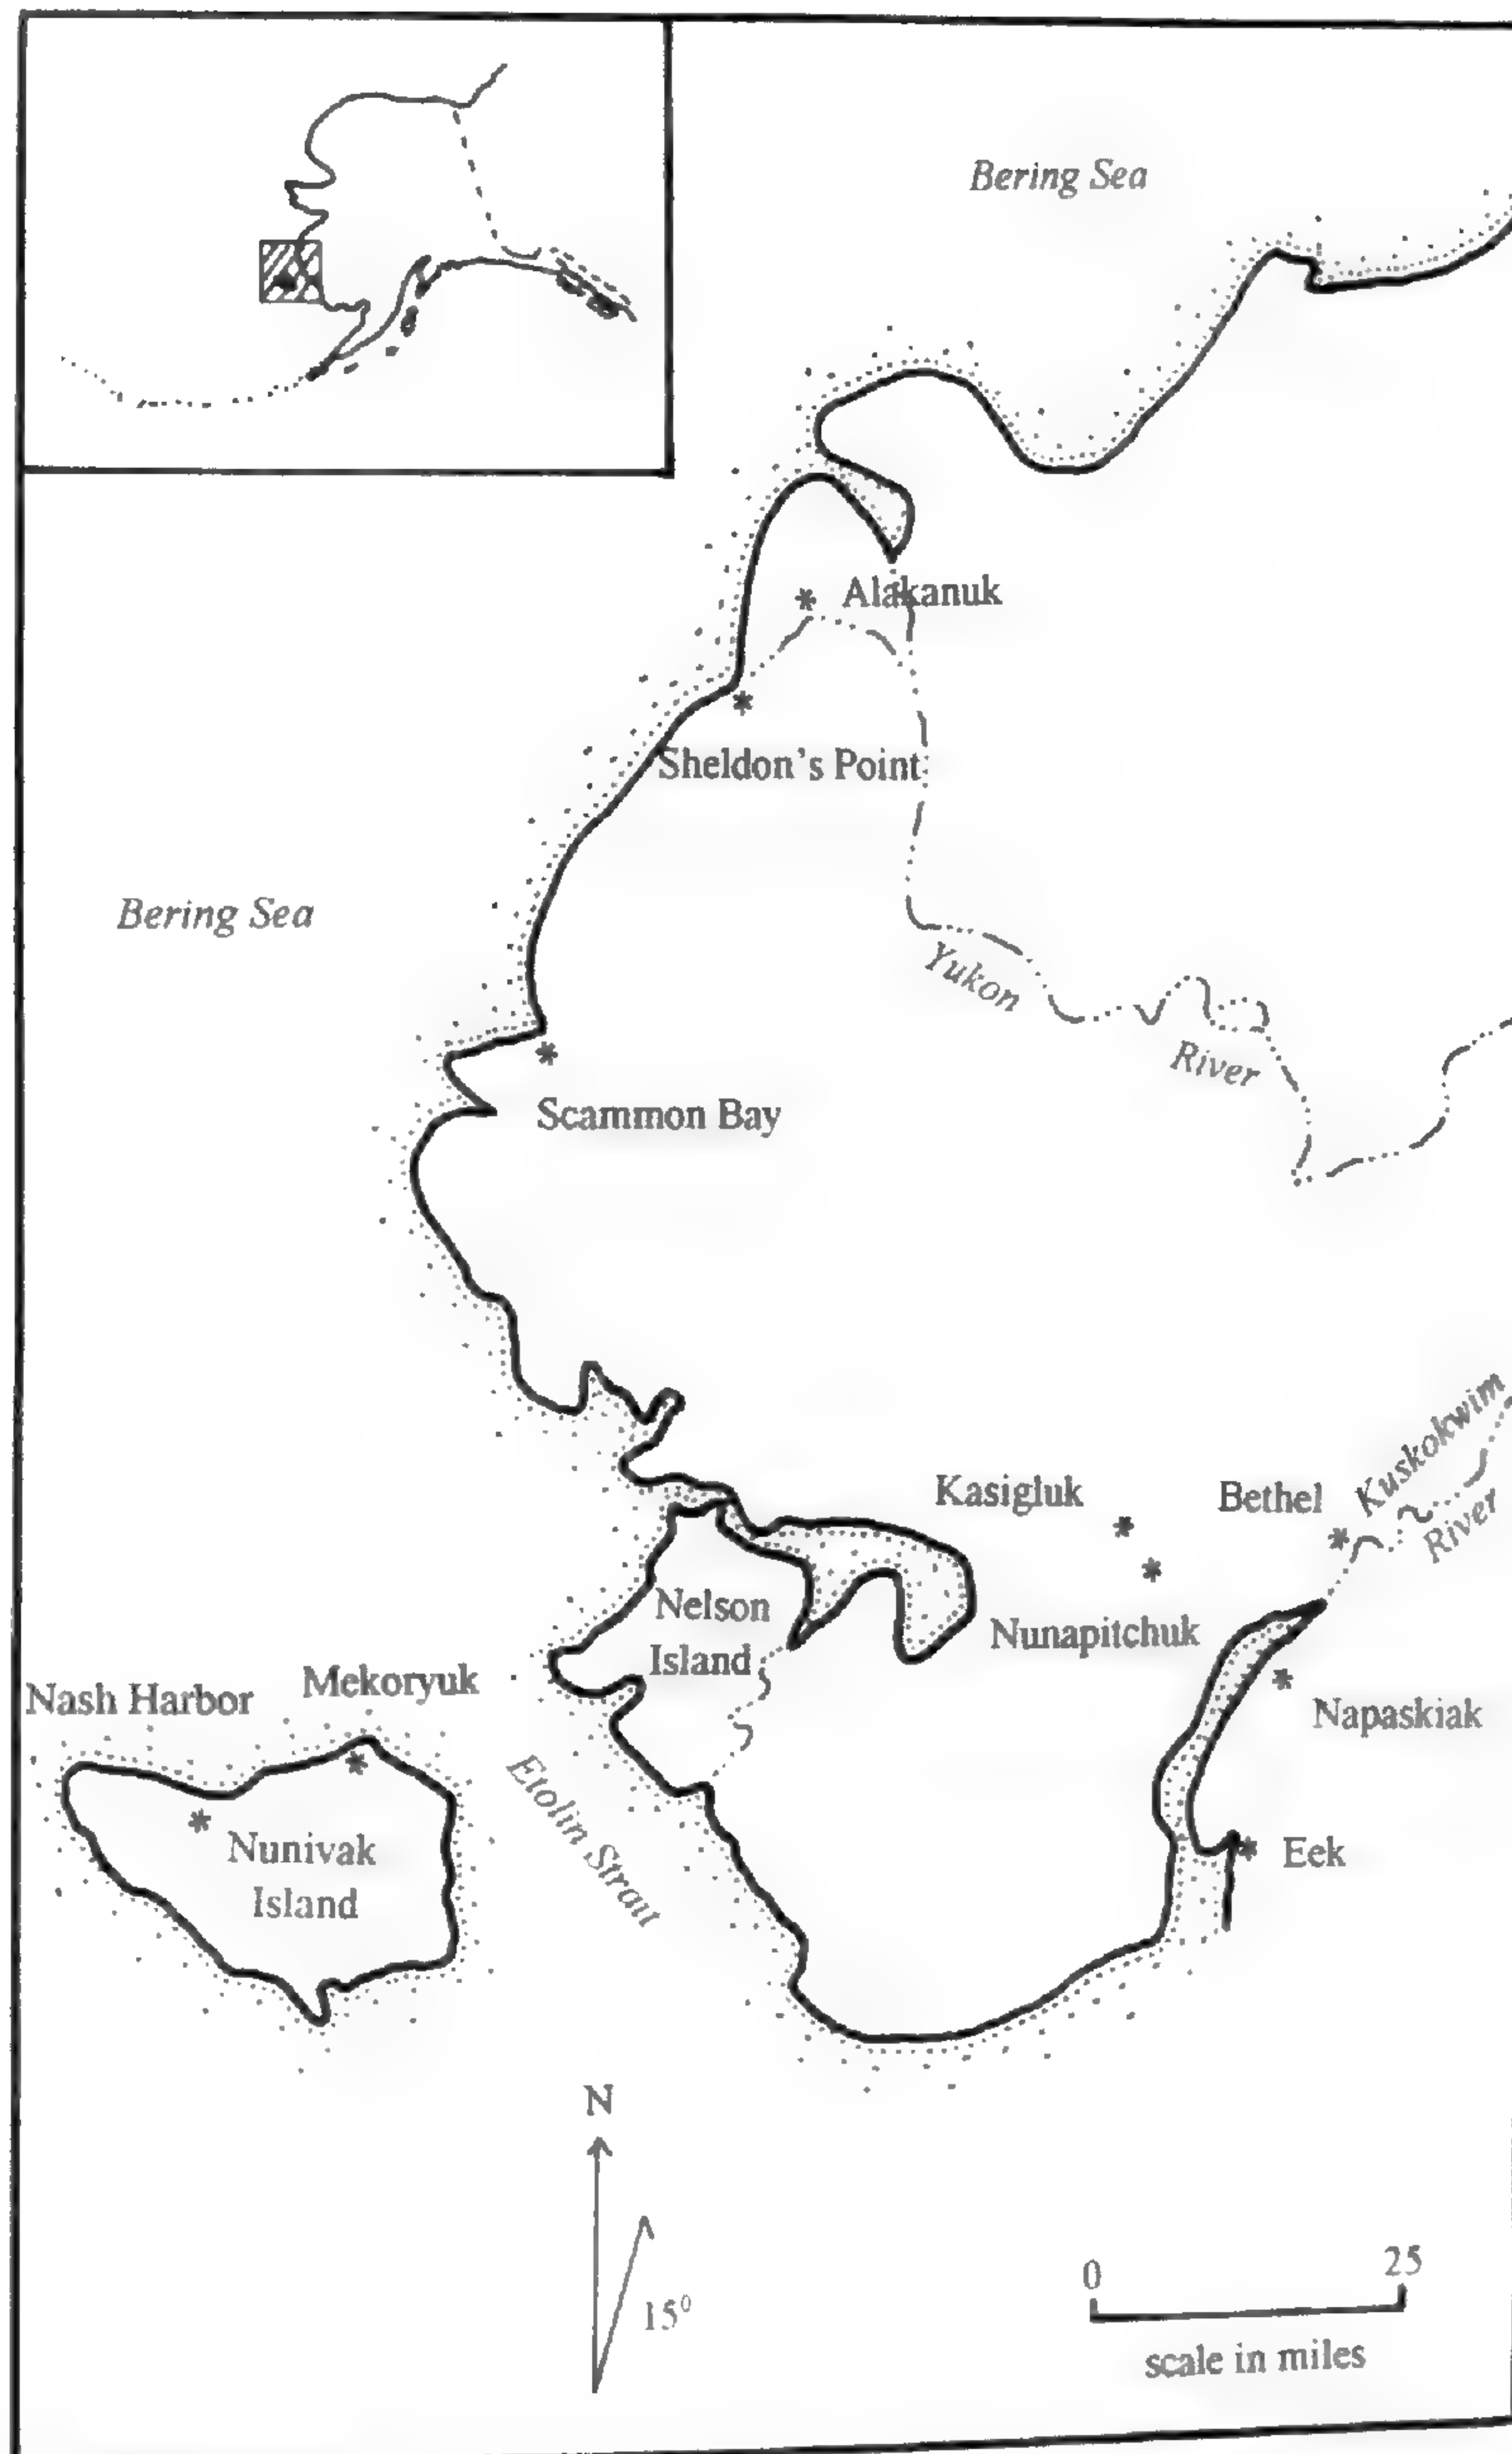 Bering Sea
Alakanuk
Sheldon's Point
Bering Sea
Yukon
River
Scammon Bay
Kuskokwim
River
Kasigluk
Bethel
Nelson
Island
Nunapitchuk
Nash Harbor
Mekoryuk
Napaskiak
Etolin Strait
Nunivak
Island
Eek
N
15⁰
0 25
scale in miles